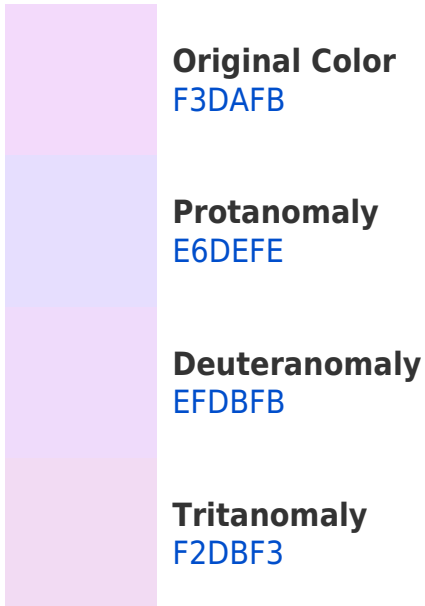 Original Color
F3DAFB
Protanomaly
E6DEFE
Deuteranomaly
EFDBFB
Tritanomaly
F2DBF3